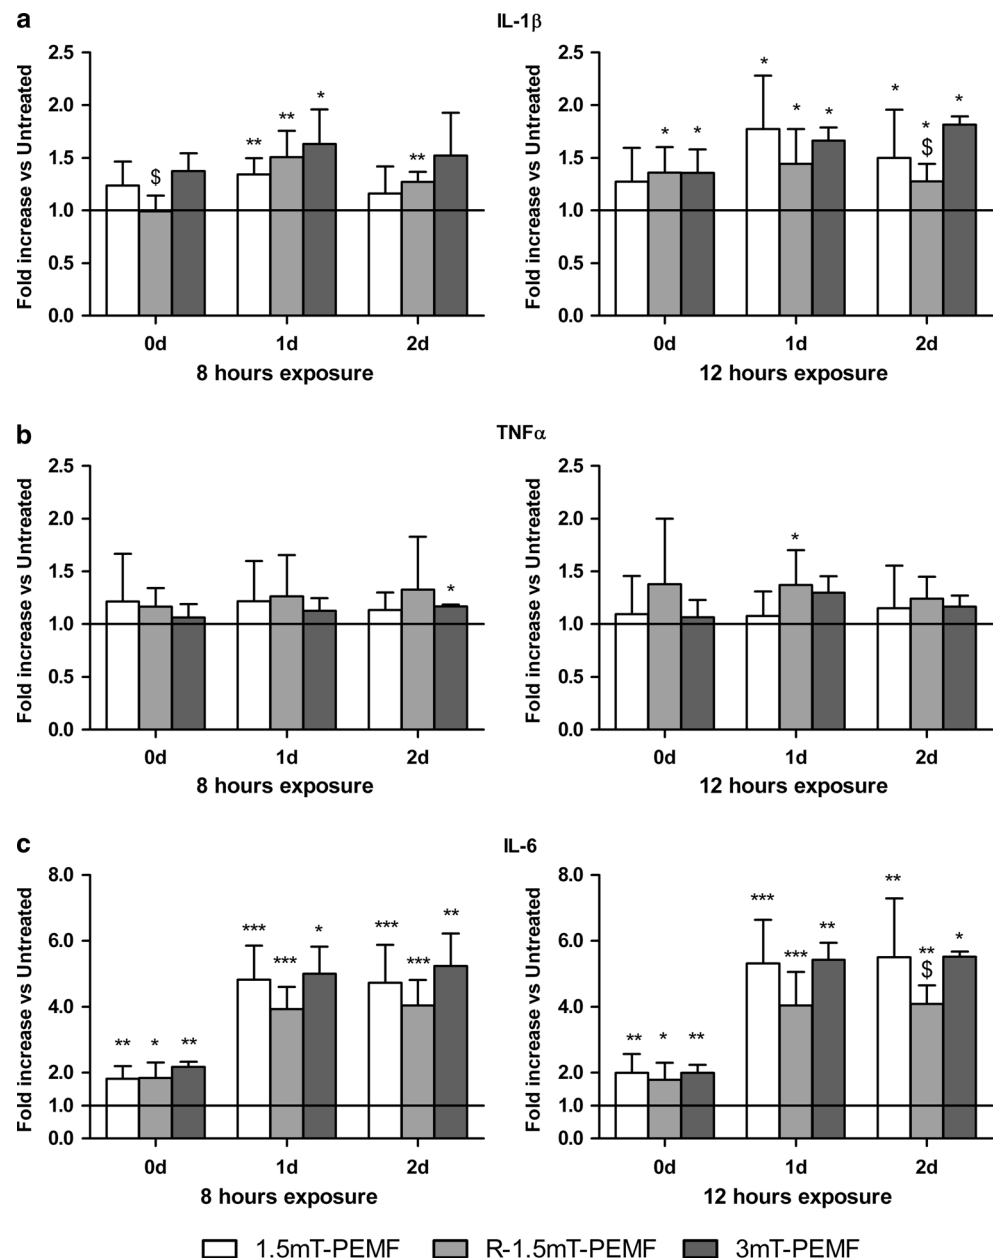 a
IL-1β
Fold increase vs Untreated
2.5
2.0
1.5
1.0
0.5
0.0
** ** *
$
**
0d 1d 2d
8 hours exposure
Fold increase vs Untreated
2.5
2.0
1.5
1.0
0.5
0.0
* * * * * * * *
$
0d 1d 2d
12 hours exposure
b
TNFα
Fold increase vs Untreated
2.5
2.0
1.5
1.0
0.5
0.0
*
0d 1d 2d
8 hours exposure
Fold increase vs Untreated
2.5
2.0
1.5
1.0
0.5
0.0
*
0d 1d 2d
12 hours exposure
c
IL-6
Fold increase vs Untreated
8.0
6.0
4.0
2.0
1.0
0.0
** * ** *** *** * *** *** **
0d 1d 2d
8 hours exposure
Fold increase vs Untreated
8.0
6.0
4.0
2.0
1.0
0.0
** * ** *** *** ** ** ** *
$
0d 1d 2d
12 hours exposure
1.5mT-PEMF R-1.5mT-PEMF 3mT-PEMF